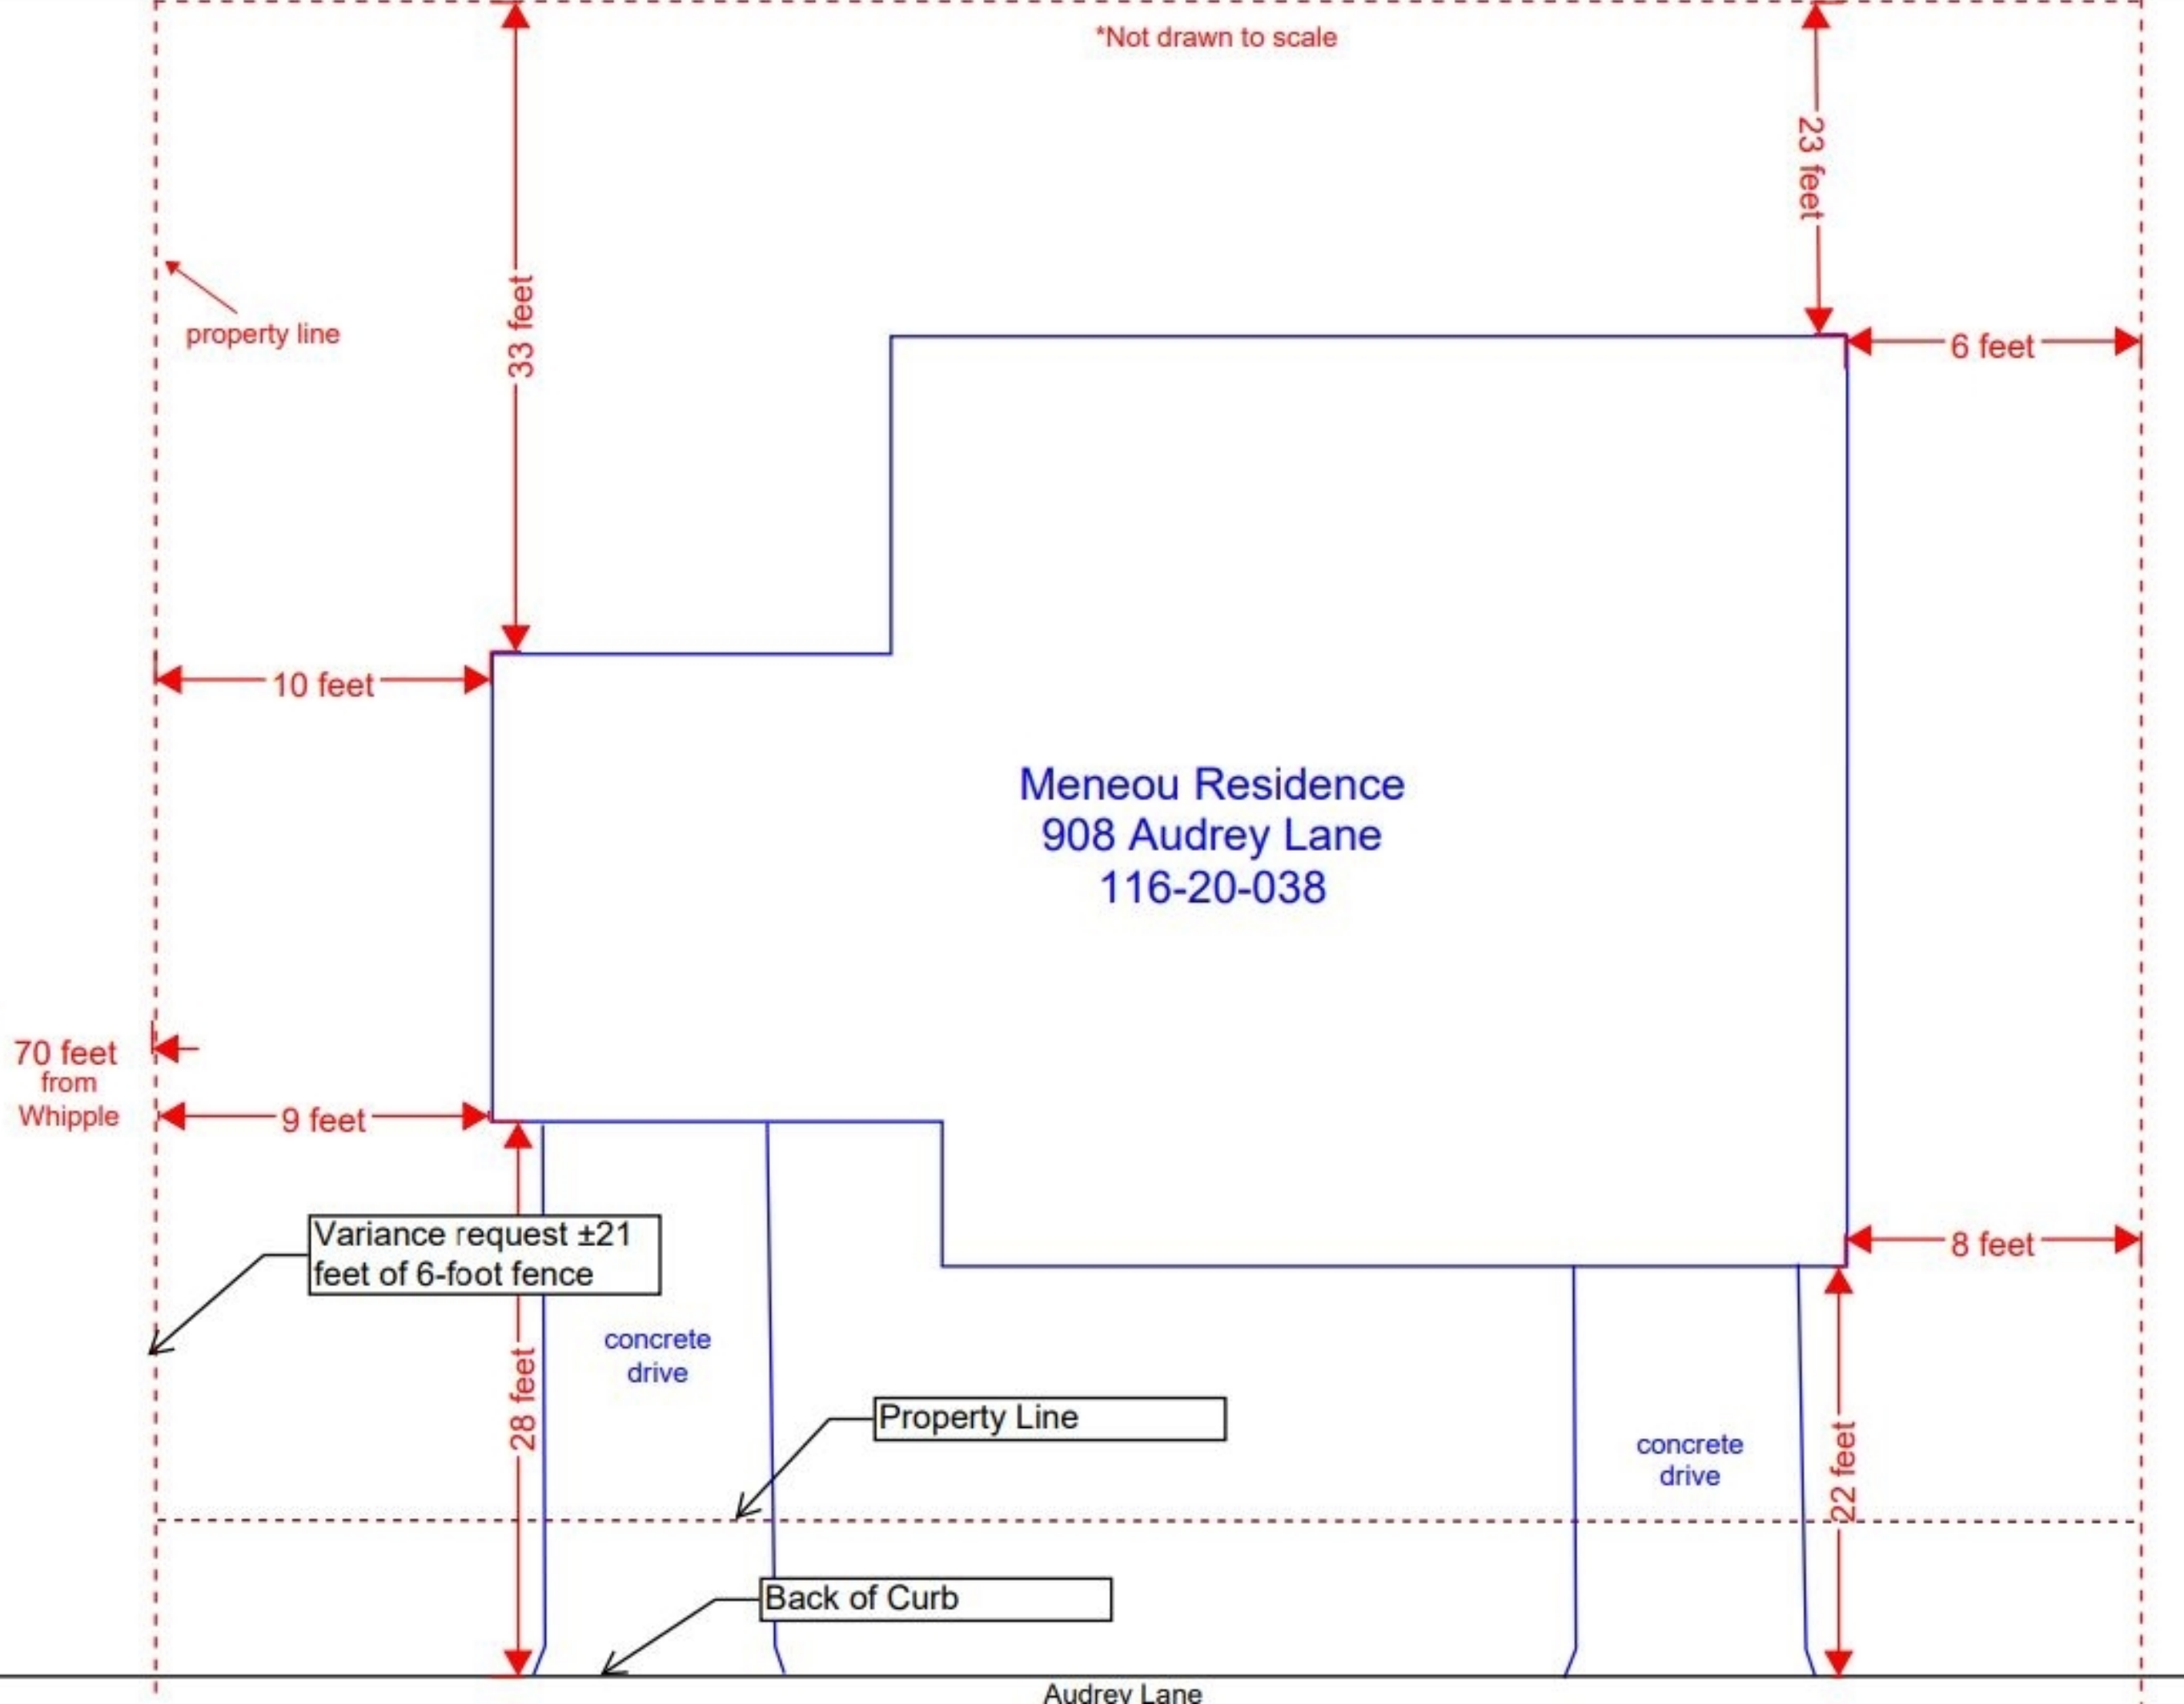 *Not drawn to scale
23 feet
33 feet
property line
6 feet
10 feet
Meneou Residence
908 Audrey Lane
116-20-038
70 feet
from
Whipple
9 feet
Variance request ±21
feet of 6-foot fence
8 feet
concrete
drive
28 feet
Property Line
concrete
drive
22 feet
Back of Curb
Audrey Lane